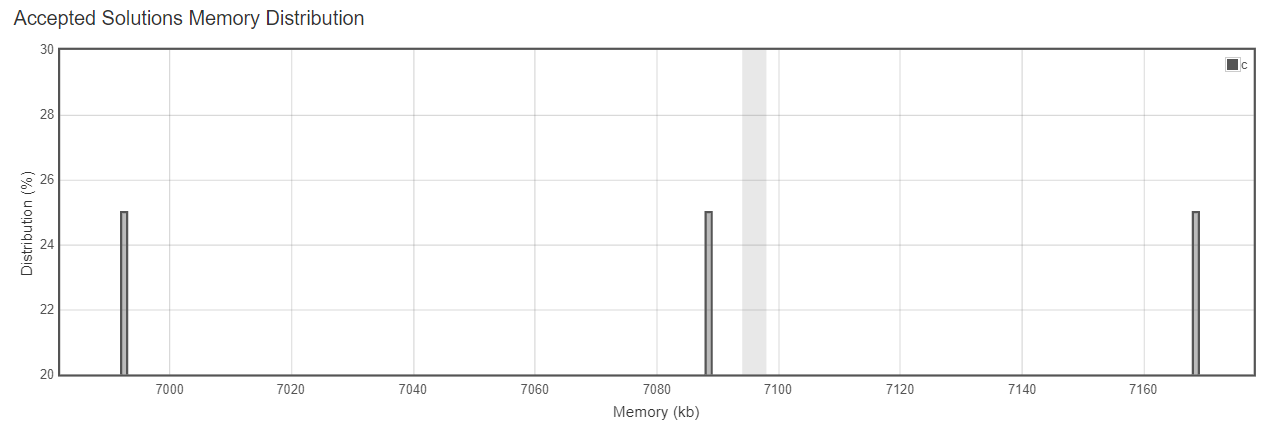 Accepted Solutions Memory Distribution
30
28
26
24
22
20
Distribution (%)
c
7000 7020 7040 7060 7080 7100 7120 7140 7160
Memory (kb)